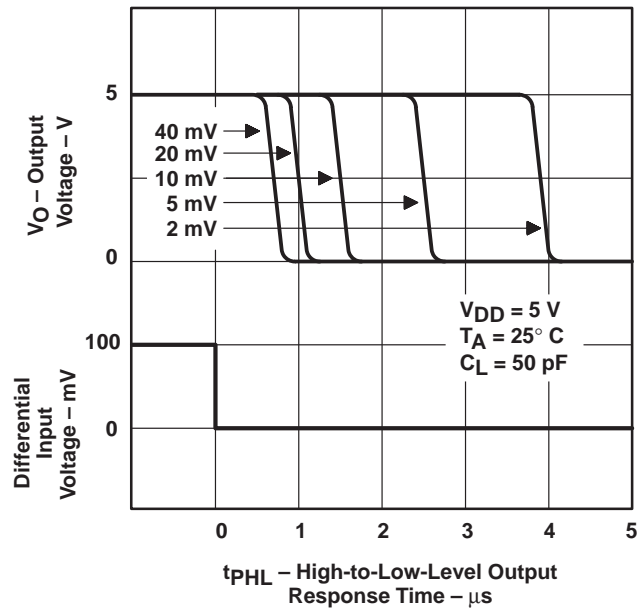 5
0
VO – Output
Voltage – V
40 mV
20 mV
10 mV
5 mV
2 mV
VDD = 5 V
TA = 25° C
CL = 50 pF
100
0
Differential
Input
Voltage – mV
0 1 2 3 4 5
tPHL – High-to-Low-Level Output
Response Time – μs